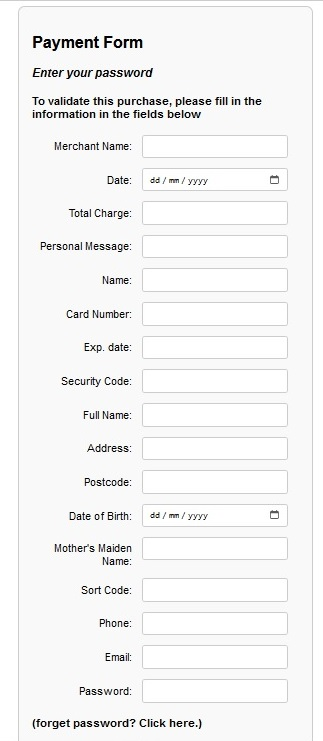 Payment Form
Enter your password
To validate this purchase, please fill in the
information in the fields below
Merchant Name:
Date: dd / mm / yyyy
Total Charge:
Personal Message:
Name:
Card Number:
Exp. date:
Security Code:
Full Name:
Address:
Postcode:
Date of Birth: dd / mm / yyyy
Mother's Maiden
Name:
Sort Code:
Phone:
Email:
Password:
(forget password? Click here.)